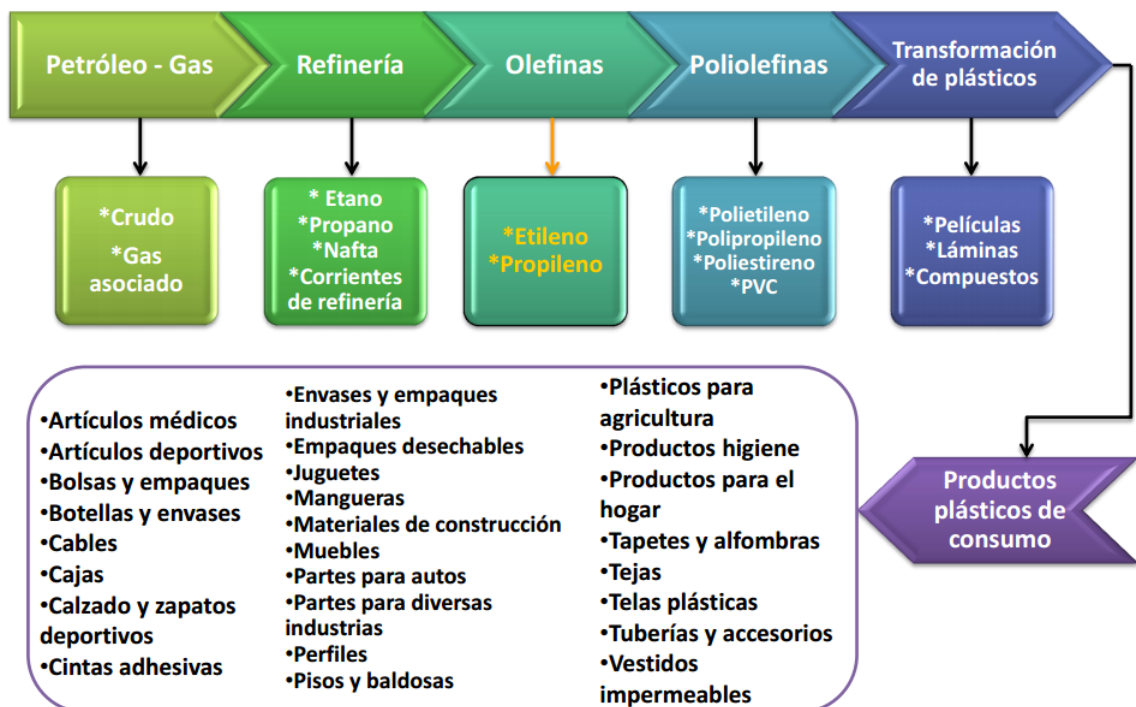 Petróleo - Gas
Refinería
Olefinas
Poliolefinas
Transformación
de plásticos
*Crudo
*Gas
asociado
* Etano
*Propano
*Nafta
*Corrientes
de refinería
*Etileno
*Propileno
*Polietileno
*Polipropileno
*Poliestireno
*PVC
*Películas
*Láminas
*Compuestos
•Artículos médicos
•Artículos deportivos
•Bolsas y empaques
•Botellas y envases
•Cables
•Cajas
•Calzado y zapatos
deportivos
•Cintas adhesivas
•Envases y empaques
industriales
•Empaques desechables
•Juguetes
•Mangueras
•Materiales de construcción
•Muebles
•Partes para autos
•Partes para diversas
industrias
•Perfiles
•Pisos y baldosas
•Plásticos para
agricultura
•Productos higiene
•Productos para el
hogar
•Tapetes y alfombras
•Tejas
•Telas plásticas
•Tuberías y accesorios
•Vestidos
impermeables
Productos
plásticos de
consumo